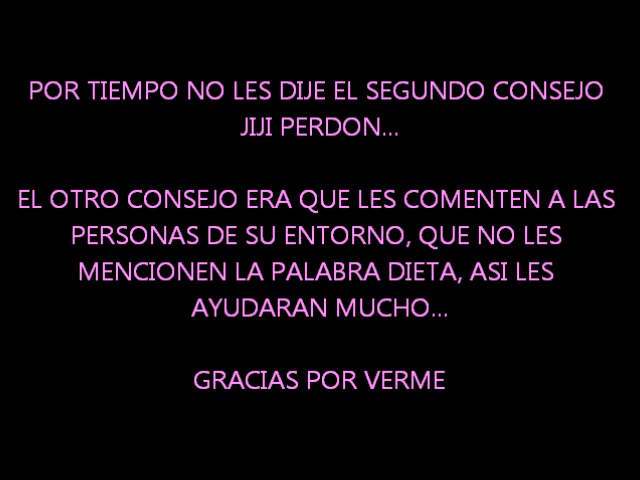 POR TIEMPO NO LES DIJE EL SEGUNDO CONSEJO
JIJI PERDON...
EL OTRO CONSEJO ERA QUE LES COMENTEN A LAS
PERSONAS DE SU ENTORNO, QUE NO LES
MENCIONEN LA PALABRA DIETA, ASI LES
AYUDARAN MUCHO...
GRACIAS POR VERME